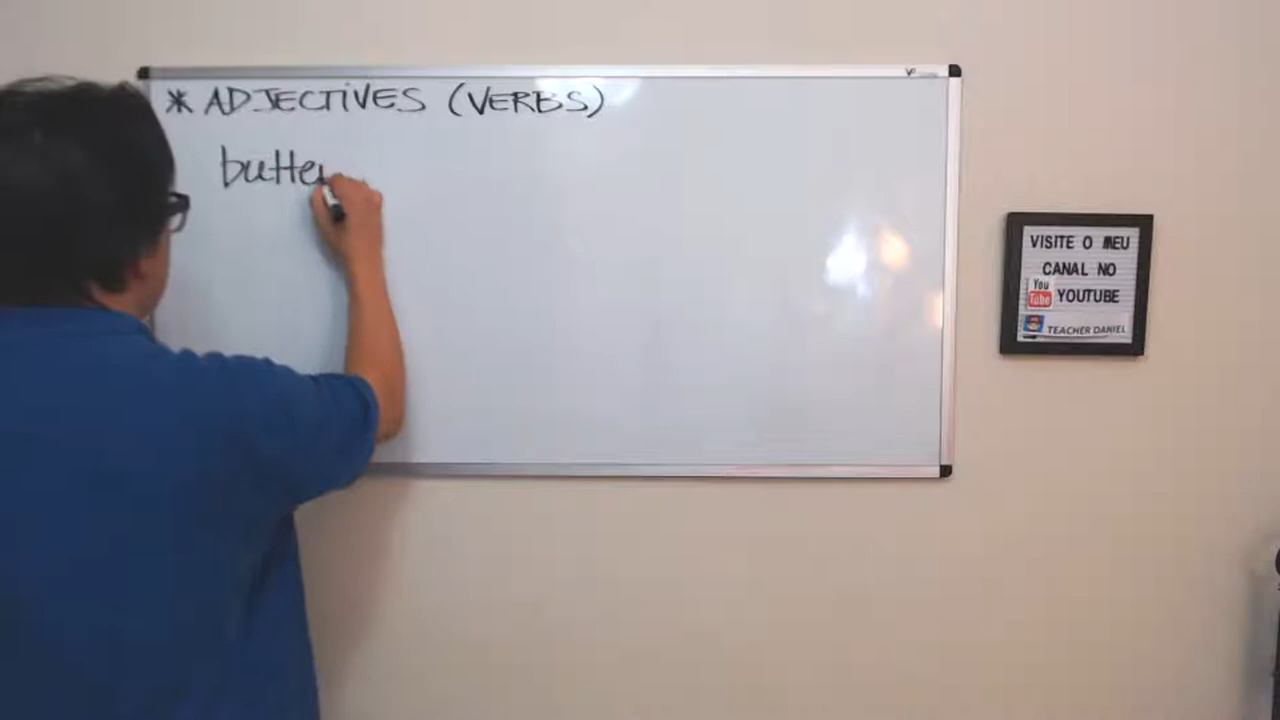 * ADJECTIVES (VERBS)
butte
VISITE O MEU
CANAL NO
You Tube YOUTUBE
TEACHER DANIEL